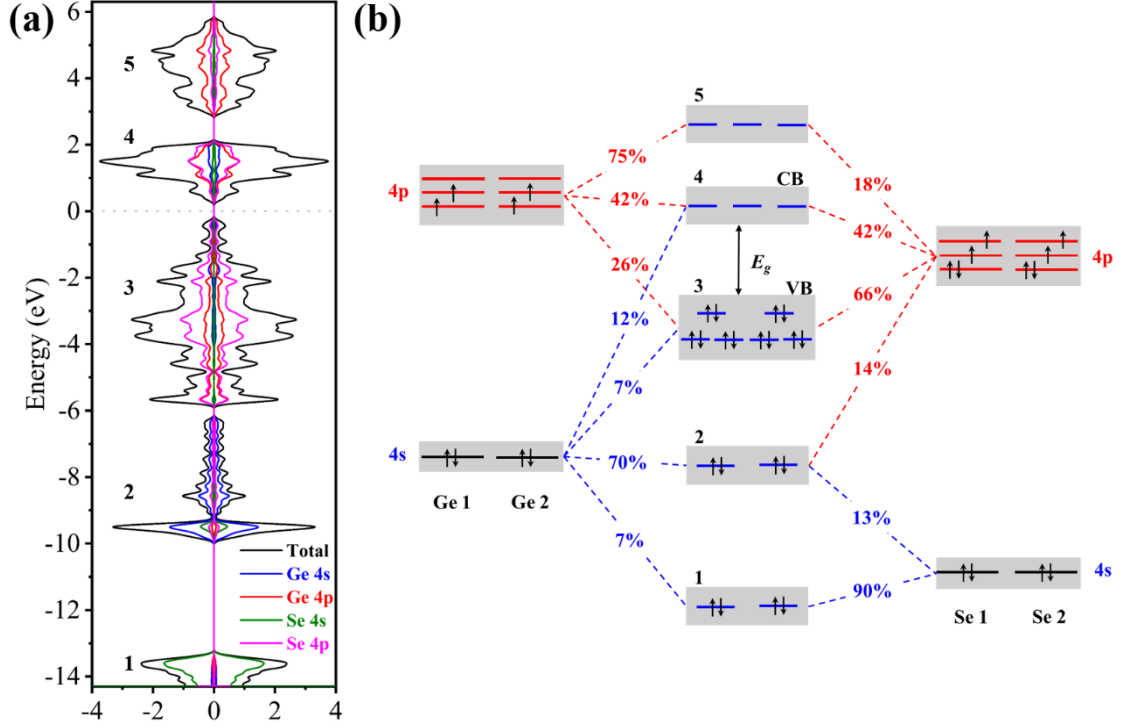 (a)
Energy (eV)
6
4
2
0
-2
-4
-6
-8
-10
-12
-14
5
4
3
2
1
Total
Ge 4s
Ge 4p
Se 4s
Se 4p
-4 -2 0 2 4
(b)
5
75%
18%
4p
42%
4
CB
42%
4p
26%
E_g
3
VB
66%
12%
7%
14%
4s
70%
2
Ge 1 Ge 2
13%
7%
1
90%
4s
Se 1 Se 2